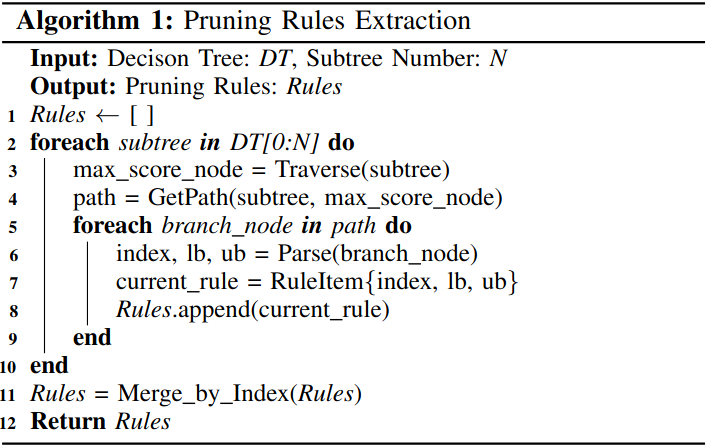 Algorithm 1: Pruning Rules Extraction
Input: Decison Tree: DT, Subtree Number: N
Output: Pruning Rules: Rules
1 Rules ← [ ]
2 foreach subtree in DT[0:N] do
3 max_score_node = Traverse(subtree)
4 path = GetPath(subtree, max_score_node)
5 foreach branch_node in path do
6 index, lb, ub = Parse(branch_node)
7 current_rule = RuleItem{index, lb, ub}
8 Rules.append(current_rule)
9 end
10 end
11 Rules = Merge_by_Index(Rules)
12 Return Rules